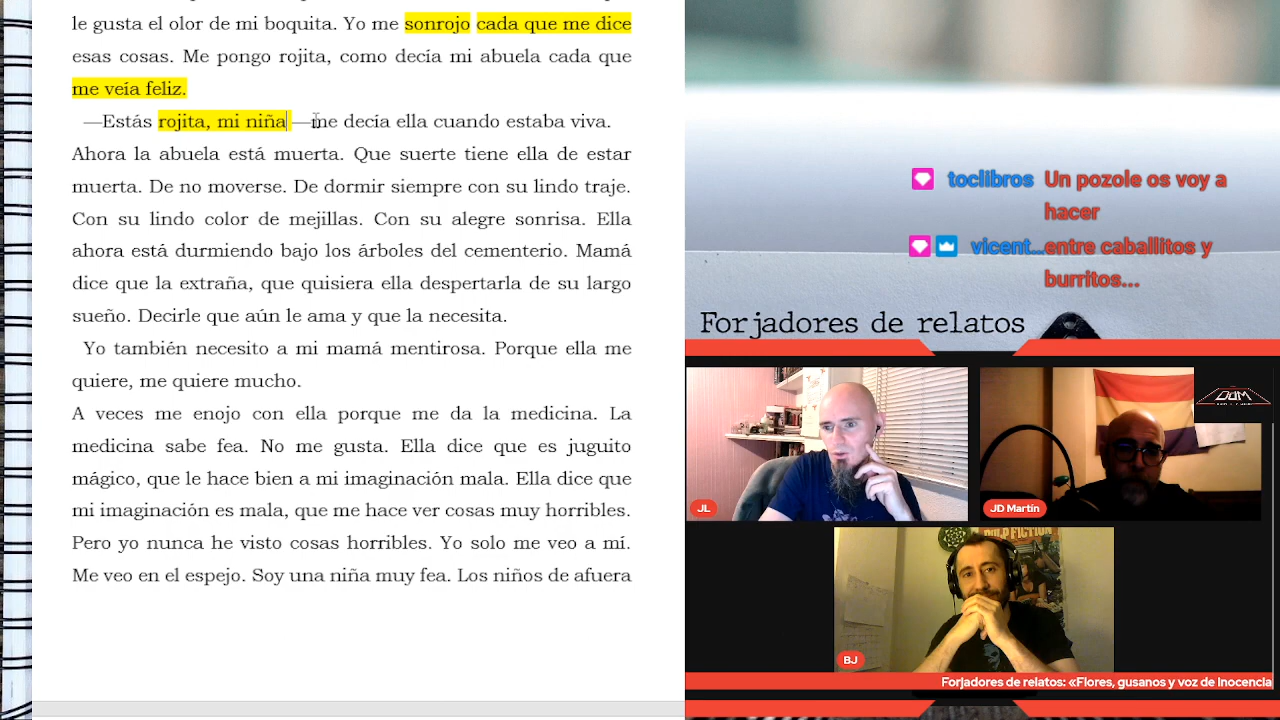 le gusta el olor de mi boquita. Yo me sonrojo cada que me dice
esas cosas. Me pongo rojita, como decía mi abuela cada que
me veía feliz.
—Estás rojita, mi niña —me decía ella cuando estaba viva.
Ahora la abuela está muerta. Que suerte tiene ella de estar
muerta. De no moverse. De dormir siempre con su lindo traje.
Con su lindo color de mejillas. Con su alegre sonrisa. Ella
ahora está durmiendo bajo los árboles del cementerio. Mamá
dice que la extraña, que quisiera ella despertarla de su largo
sueño. Decirle que aún le ama y que la necesita.
Yo también necesito a mi mamá mentirosa. Porque ella me
quiere, me quiere mucho.
A veces me enojo con ella porque me da la medicina. La
medicina sabe fea. No me gusta. Ella dice que es juguito
mágico, que le hace bien a mi imaginación mala. Ella dice que
mi imaginación es mala, que me hace ver cosas muy horribles.
Pero yo nunca he visto cosas horribles. Yo solo me veo a mí.
Me veo en el espejo. Soy una niña muy fea. Los niños de afuera
toclibros Un pozole os voy a
hacer
vicent... entre caballitos y
burritos...
Forjadores de relatos
JL
JD Martín
PULP FICTION
BJ
Forjadores de relatos: «Flores, gusanos y voz de inocencia